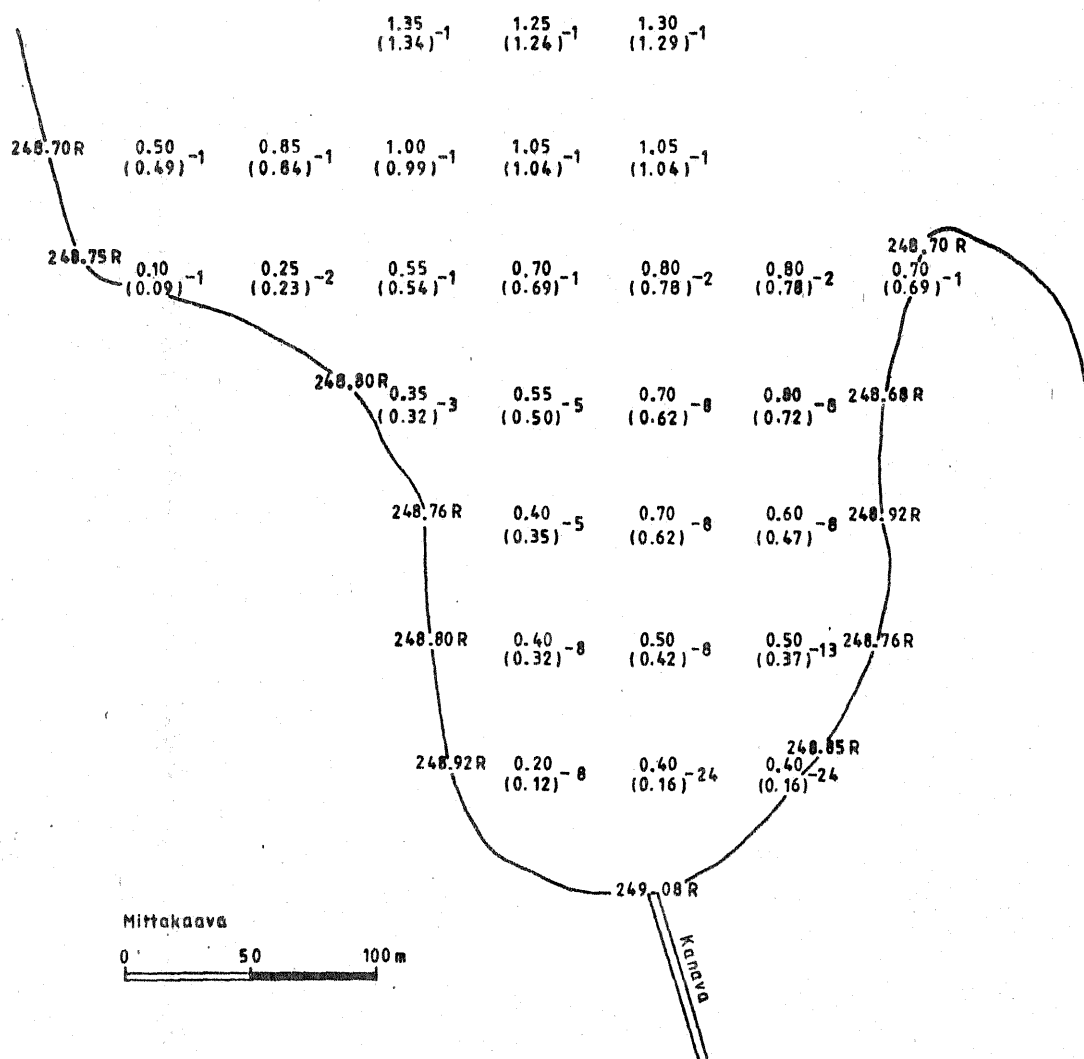 1.35 1.25 1.30
(1.34)-1 (1.24)-1 (1.29)-1
248.70 R 0.50 0.85 1.00 1.05 1.05
(0.49)-1 (0.84)-1 (0.99)-1 (1.04)-1 (1.04)-1
248.70 R
248.75 R 0.10 0.25 0.55 0.70 0.80 0.80 0.70
(0.09)-1 (0.23)-2 (0.54)-1 (0.69)-1 (0.78)-2 (0.78)-2 (0.69)-1
248.80 R 0.35 0.55 0.70 0.80 248.68 R
(0.32)-3 (0.50)-5 (0.62)-8 (0.72)-8
248.76 R 0.40 0.70 0.60 248.92 R
(0.35)-5 (0.62)-8 (0.47)-8
248.80 R 0.40 0.50 0.50 248.76 R
(0.32)-8 (0.42)-8 (0.37)-13
248.85 R
248.92 R 0.20 0.40 0.40
(0.12)-8 (0.16)-24 (0.16)-24
249.08 R
Mittakaava
0 50 100 m
Kanava